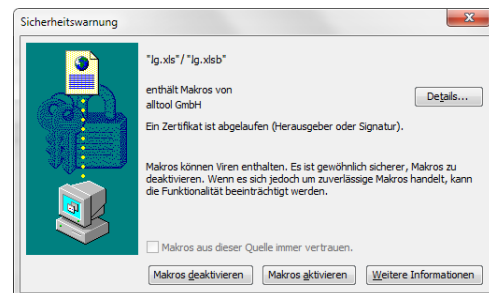 Sicherheitswarnung
"lg.xls"/ "lg.xlsb"
enthält Makros von
alltool GmbH
Details...
Ein Zertifikat ist abgelaufen (Herausgeber oder Signatur).
Makros können Viren enthalten. Es ist gewöhnlich sicherer, Makros zu
deaktivieren. Wenn es sich jedoch um zuverlässige Makros handelt, kann
die Funktionalität beeinträchtigt werden.
Makros aus dieser Quelle immer vertrauen.
Makros deaktivieren Makros aktivieren Weitere Informationen